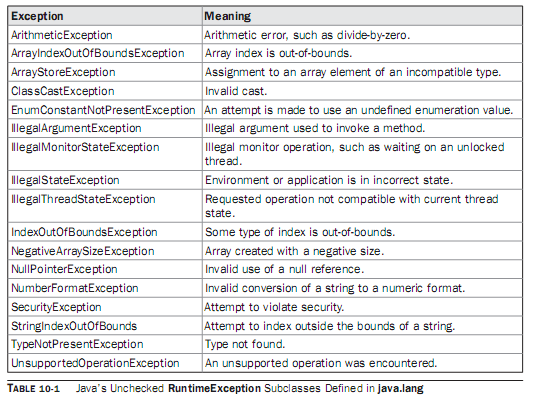 Exception Meaning
ArithmeticException Arithmetic error, such as divide-by-zero.
ArrayIndexOutOfBoundsException Array index is out-of-bounds.
ArrayStoreException Assignment to an array element of an incompatible type.
ClassCastException Invalid cast.
EnumConstantNotPresentException An attempt is made to use an undefined enumeration value.
IllegalArgumentException Illegal argument used to invoke a method.
IllegalMonitorStateException Illegal monitor operation, such as waiting on an unlocked
thread.
IllegalStateException Environment or application is in incorrect state.
IllegalThreadStateException Requested operation not compatible with current thread
state.
IndexOutOfBoundsException Some type of index is out-of-bounds.
NegativeArraySizeException Array created with a negative size.
NullPointerException Invalid use of a null reference.
NumberFormatException Invalid conversion of a string to a numeric format.
SecurityException Attempt to violate security.
StringIndexOutOfBounds Attempt to index outside the bounds of a string.
TypeNotPresentException Type not found.
UnsupportedOperationException An unsupported operation was encountered.
TABLE 10-1 Java's Unchecked RuntimeException Subclasses Defined in java.lang